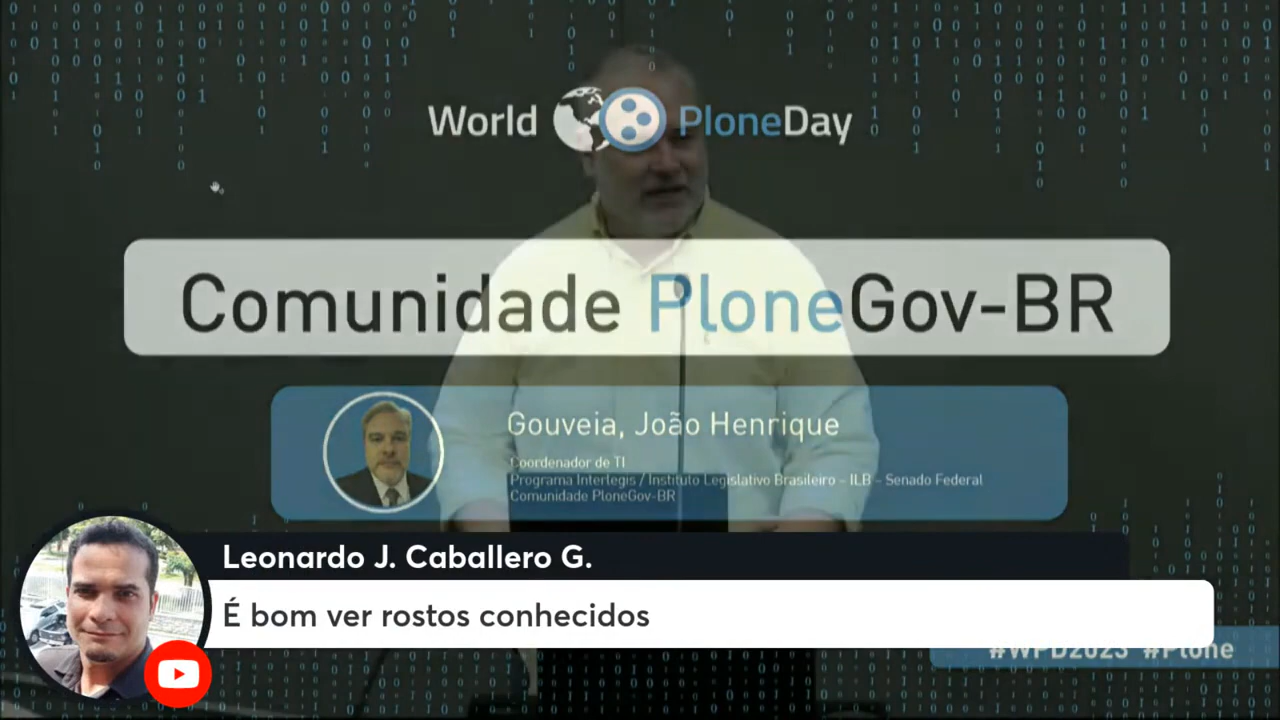 World PloneDay
Comunidade PloneGov-BR
Gouveia, João Henrique
Coordenador de TI
Programa Interlegis / Instituto Legislativo Brasileiro - ILB - Senado Federal
Comunidade PloneGov-BR
Leonardo J. Caballero G.
É bom ver rostos conhecidos
#WPD2023 #Plone